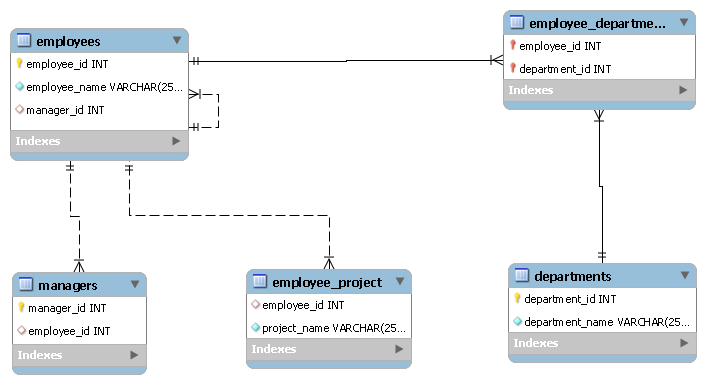 employees
employee_id INT
employee_name VARCHAR(25...
manager_id INT
Indexes
employee_departme...
employee_id INT
department_id INT
Indexes
managers
manager_id INT
employee_id INT
Indexes
employee_project
employee_id INT
project_name VARCHAR(25...
Indexes
departments
department_id INT
department_name VARCHAR(25...
Indexes